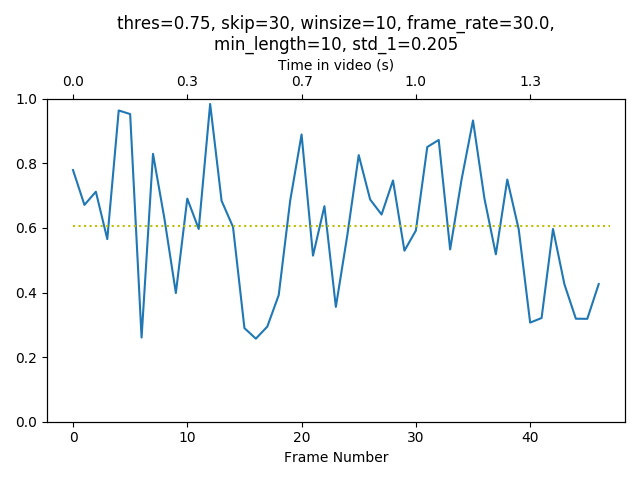 thres=0.75, skip=30, winsize=10, frame_rate=30.0,
min_length=10, std_1=0.205
Time in video (s)
0.0 0.3 0.7 1.0 1.3
1.0
0.8
0.6
0.4
0.2
0.0
0 10 20 30 40
Frame Number